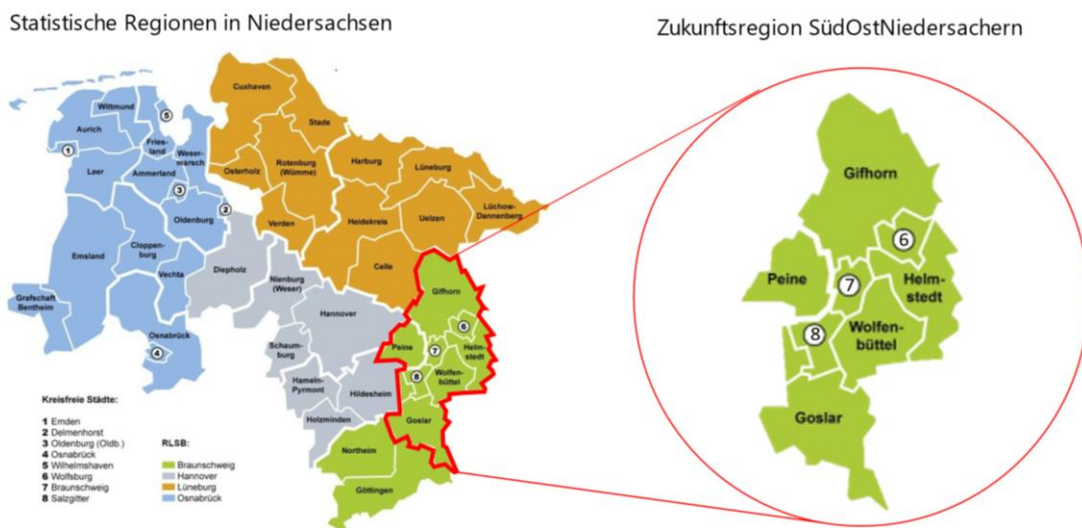 Statistische Regionen in Niedersachsen
Zukunftsregion SüdOstNiedersachern
Cuxhaven
Wittmund
5
Aurich
Stade
1
Fries-
land
Weser-
marsch
Leer
Ammerland
Osterholz
Rotenburg
(Wümme)
Harburg
Lüneburg
3
Oldenburg
2
Verden
Heidekreis
Uelzen
Lüchow-
Dannenberg
Emsland
Cloppen-
burg
Vechta
Diepholz
Nienburg
(Weser)
Celle
Gifhorn
Grafschaft
Bentheim
Hannover
6
Osnabrück
4
Schaum-
burg
Peine
7
Helm-
stedt
8
Wolfen-
büttel
Hameln-
Pyrmont
Hildesheim
Holzminden
Goslar
Northeim
Göttingen
Kreisfreie Städte:
1 Emden
2 Delmenhorst
3 Oldenburg (Oldb.)
4 Osnabrück
5 Wilhelmshaven
6 Wolfsburg
7 Braunschweig
8 Salzgitter
RLSB:
Braunschweig
Hannover
Lüneburg
Osnabrück
Gifhorn
6
Peine
7
Helm-
stedt
8
Wolfen-
büttel
Goslar